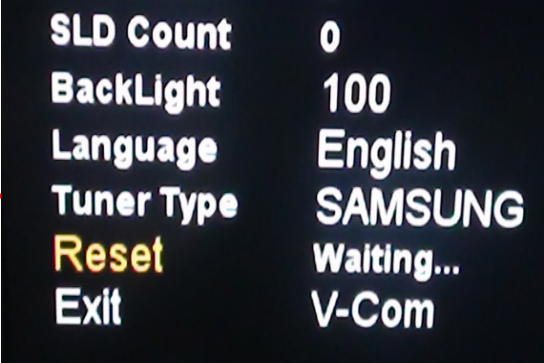 SLD Count 0
BackLight 100
Language English
Tuner Type SAMSUNG
Reset Waiting...
Exit V-Com